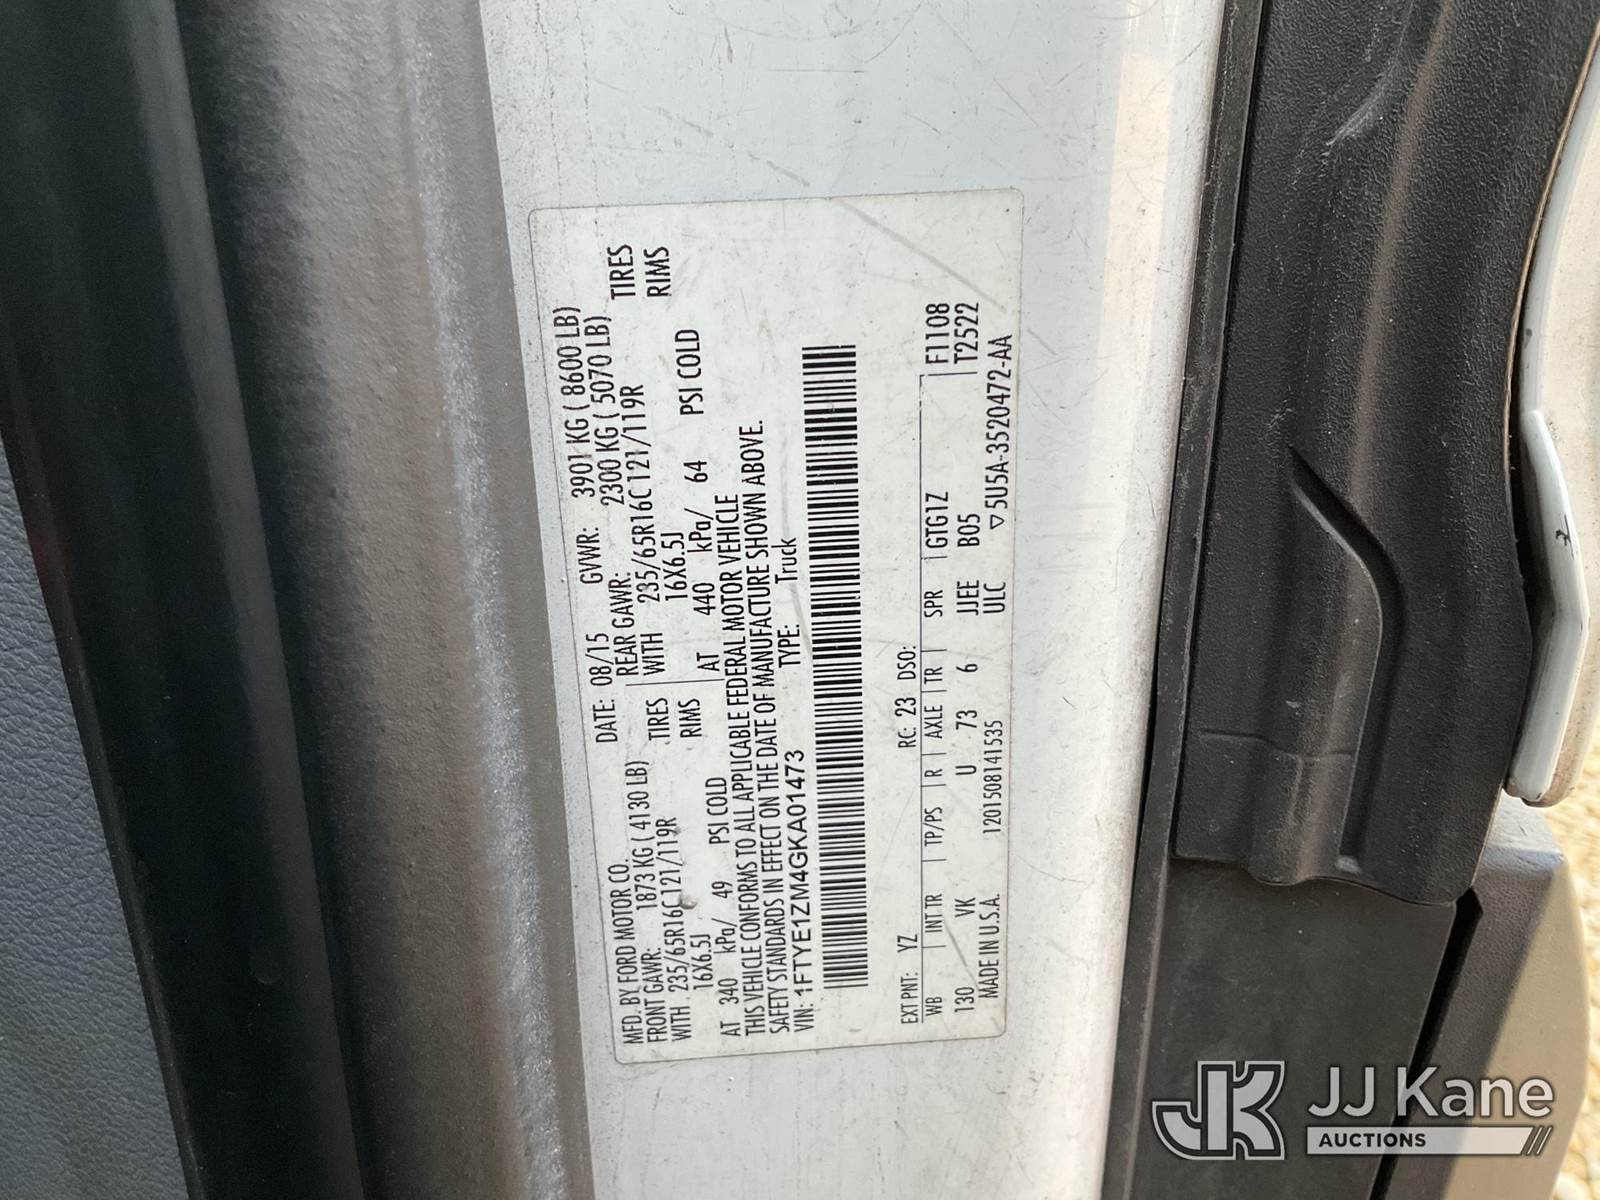 MFD. BY FORD MOTOR CO.
DATE: 08/15 GVWR: 3901 KG ( 8600 LB)
FRONT GAWR: 1873 KG ( 4130 LB) REAR GAWR: 2300 KG ( 5070 LB)
WITH 235/65R16C 121/119R TIRES WITH 235/65R16C 121/119R TIRES
16X6.5J RIMS 16X6.5J RIMS
AT 340 kPa/ 49 PSI COLD AT 440 kPa/ 64 PSI COLD
THIS VEHICLE CONFORMS TO ALL APPLICABLE FEDERAL MOTOR VEHICLE
SAFETY STANDARDS IN EFFECT ON THE DATE OF MANUFACTURE SHOWN ABOVE.
VIN: 1FTYE1ZM4GKA01473 TYPE: Truck
EXT PNT: YZ RC: 23 DSO:
WB INT TR TP/PS R AXLE TR SPR GTG1Z F1108
130 VK U 73 6 JJEE B05 T2522
MADE IN U.S.A. 1201508141535 ULC ▽5U5A-3520472-AA
JK JJ Kane
AUCTIONS